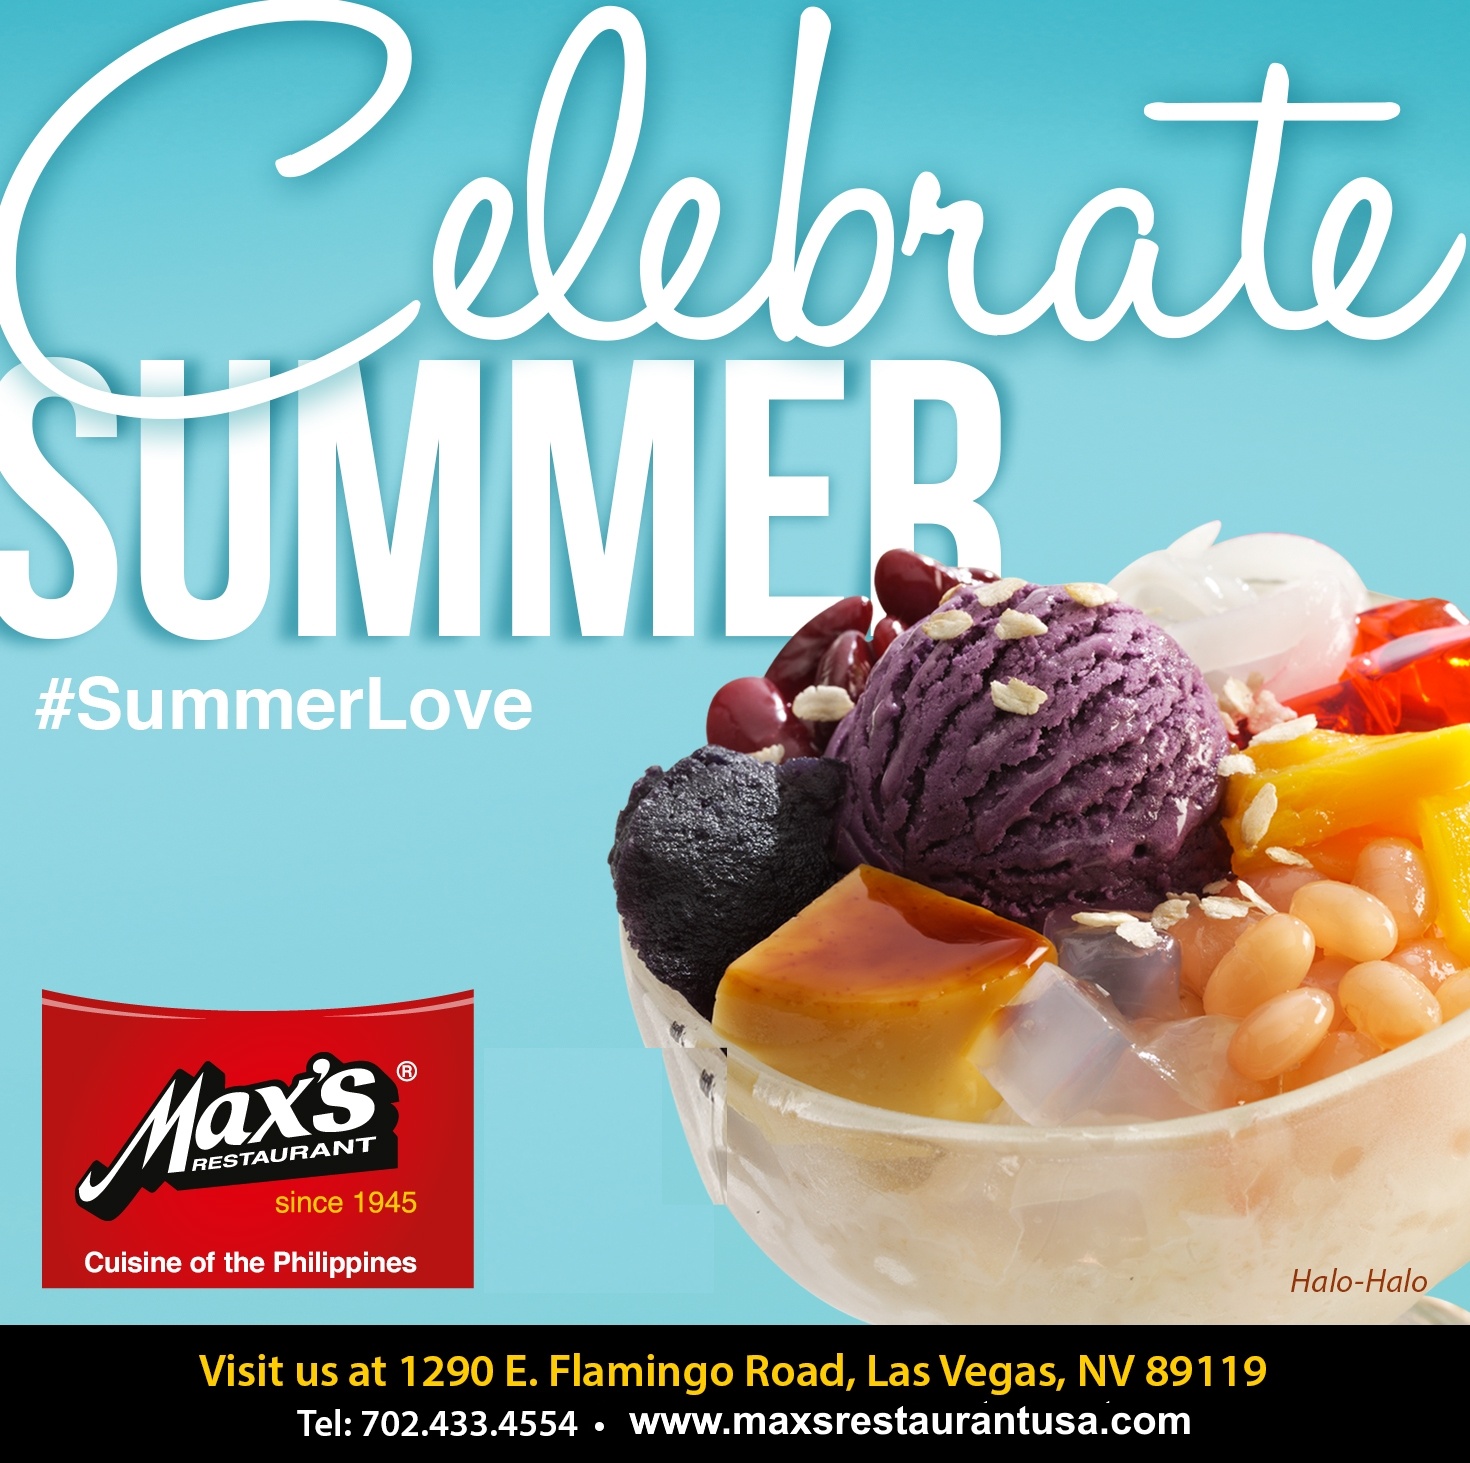 Celebrate
SUMMER
#SummerLove
Max's ®
RESTAURANT
since 1945
Cuisine of the Philippines
Halo-Halo
Visit us at 1290 E. Flamingo Road, Las Vegas, NV 89119
Tel: 702.433.4554 • www.maxsrestaurantusa.com